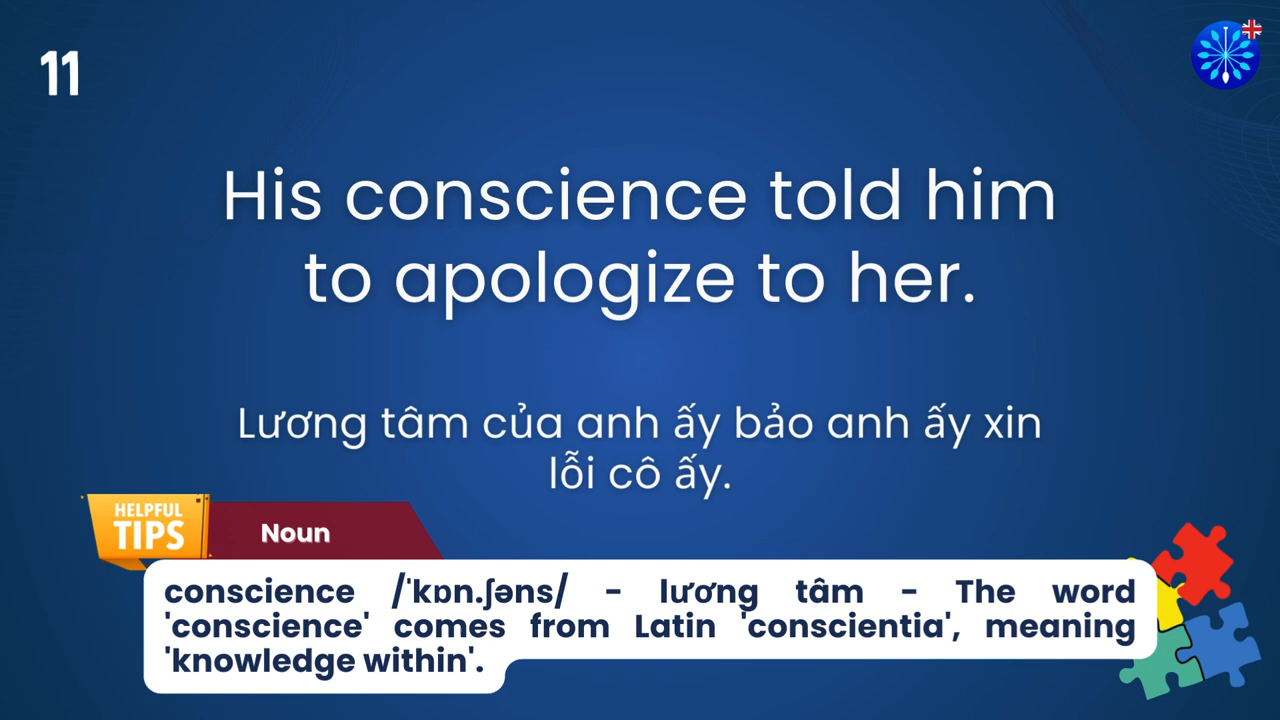 11
His conscience told him
to apologize to her.
Lương tâm của anh ấy bảo anh ấy xin
lỗi cô ấy.
HELPFUL
TIPS
Noun
conscience /ˈkɒn.ʃəns/ - lương tâm - The word
'conscience' comes from Latin 'conscientia', meaning
'knowledge within'.